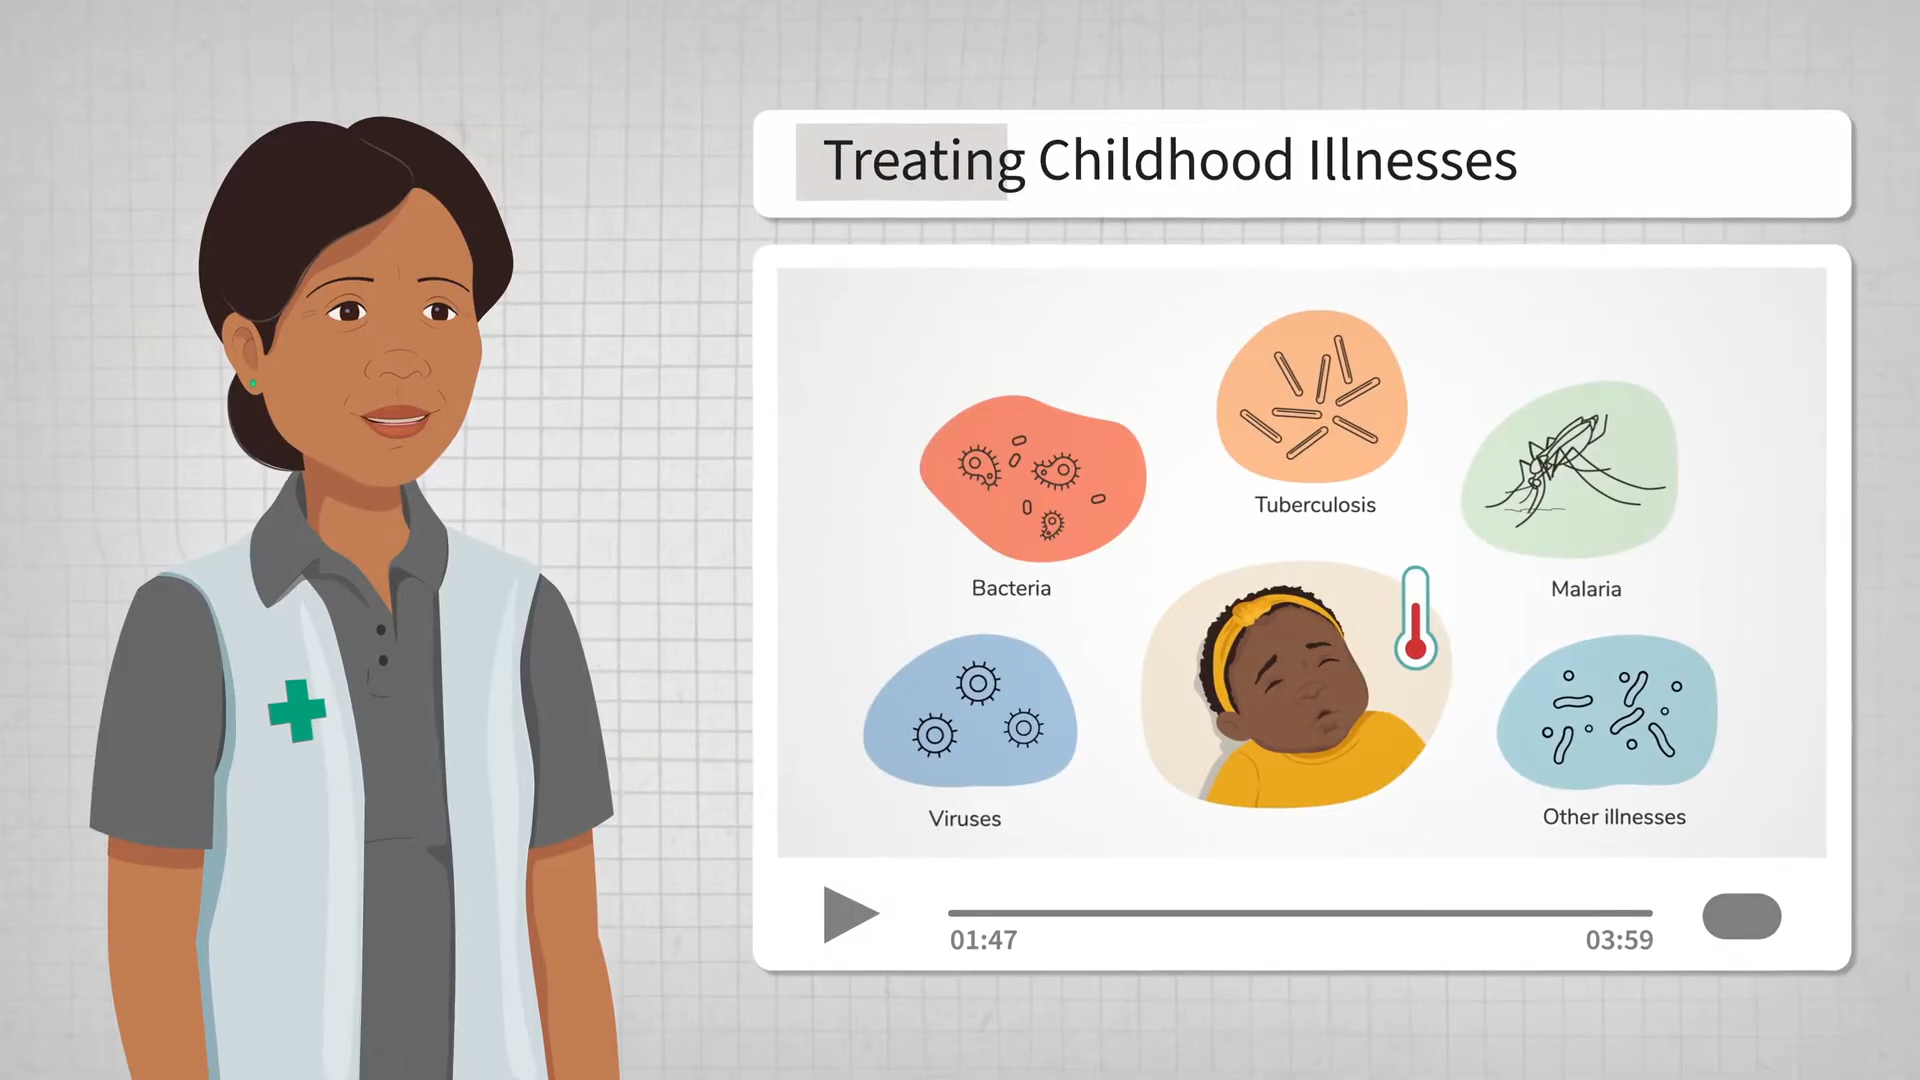 Treating Childhood Illnesses
Tuberculosis
Bacteria
Malaria
Viruses
Other illnesses
01:47
03:59